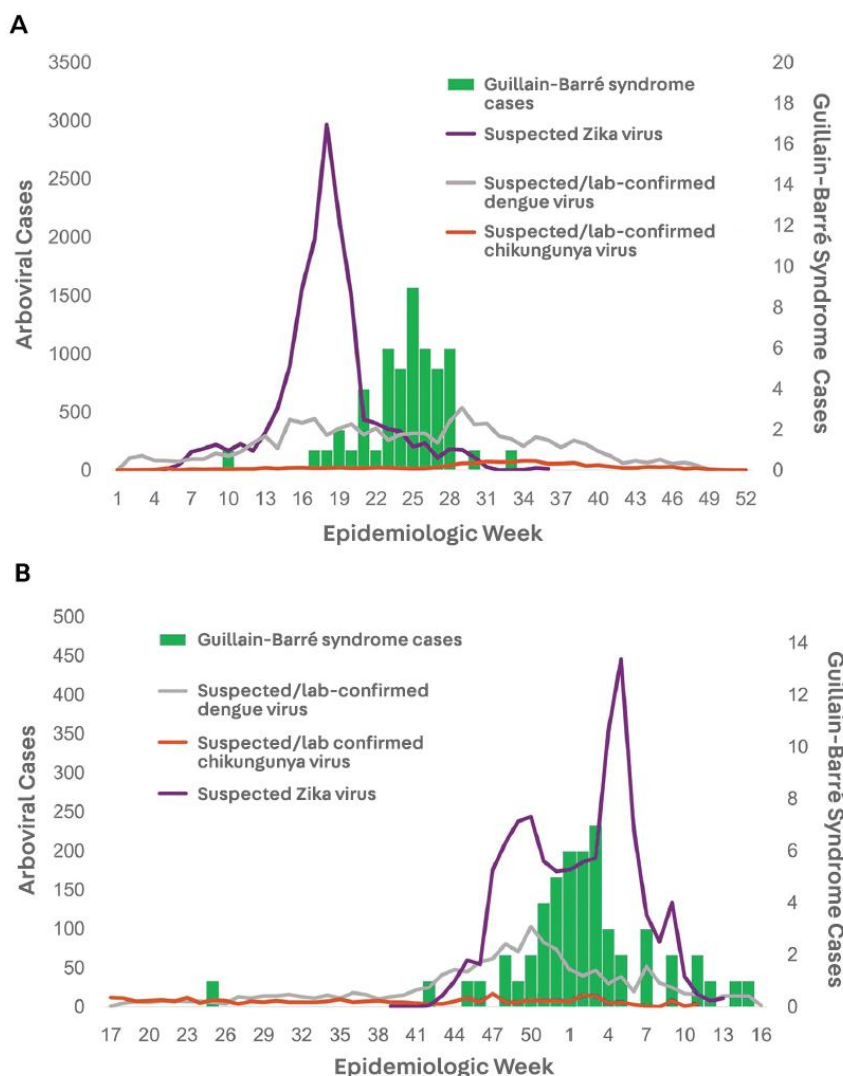 A
3500
3000
2500
2000
1500
1000
500
0
Arboviral Cases
Guillain-Barré syndrome
cases
Suspected Zika virus
Suspected/lab-confirmed
dengue virus
Suspected/lab-confirmed
chikungunya virus
20
18
16
14
12
10
8
6
4
2
0
Guillain-Barré Syndrome Cases
1 4 7 10 13 16 19 22 25 28 31 34 37 40 43 46 49 52
Epidemiologic Week
B
500
450
400
350
300
250
200
150
100
50
0
Arboviral Cases
Guillain-Barré syndrome cases
Suspected/lab-confirmed
dengue virus
Suspected/lab confirmed
chikungunya virus
Suspected Zika virus
14
12
10
8
6
4
2
0
Guillain-Barré Syndrome Cases
17 20 23 26 29 32 35 38 41 44 47 50 1 4 7 10 13 16
Epidemiologic Week